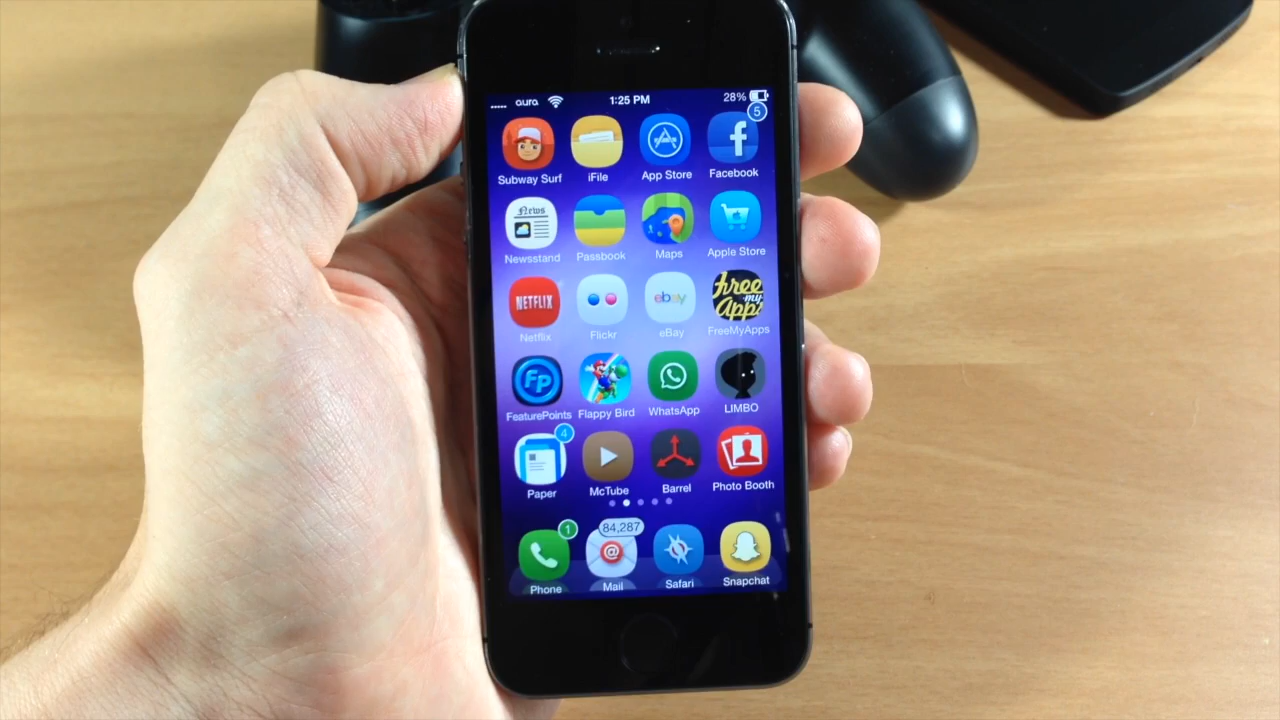 aura 1:25 PM 28%
5
Subway Surf iFile App Store Facebook
News
Newsstand Passbook Maps Apple Store
NETFLIX ebay Free my Apps
Netflix Flickr eBay FreeMyApps
FP
FeaturePoints Flappy Bird WhatsApp LIMBO
4
Paper McTube Barrel Photo Booth
1 84,287
@
Phone Mail Safari Snapchat